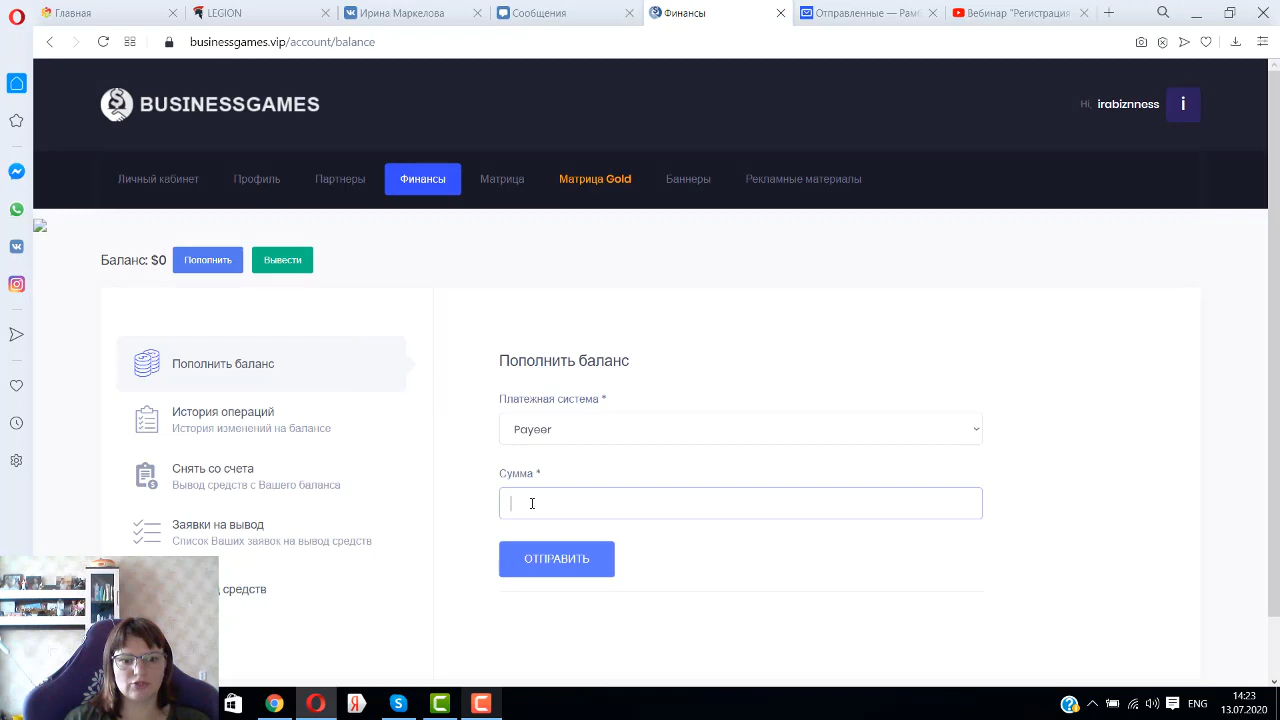 Главная
LEGION
Ирина Маркелова
Сообщения
Финансы
Отправленные — Рамб
Вебинар "Регистрация
businessgames.vip/account/balance
BUSINESSGAMES
Hi, irabiznness
i
Личный кабинет
Профиль
Партнеры
Финансы
Матрица
Матрица Gold
Баннеры
Рекламные материалы
Баланс: $0
Пополнить
Вывести
Пополнить баланс
История операций
История изменений на балансе
Снять со счета
Вывод средств с Вашего баланса
Заявки на вывод
Список Ваших заявок на вывод средств
средств
Пополнить баланс
Платежная система *
Payeer
Сумма *
ОТПРАВИТЬ
ENG
14:23
13.07.2020